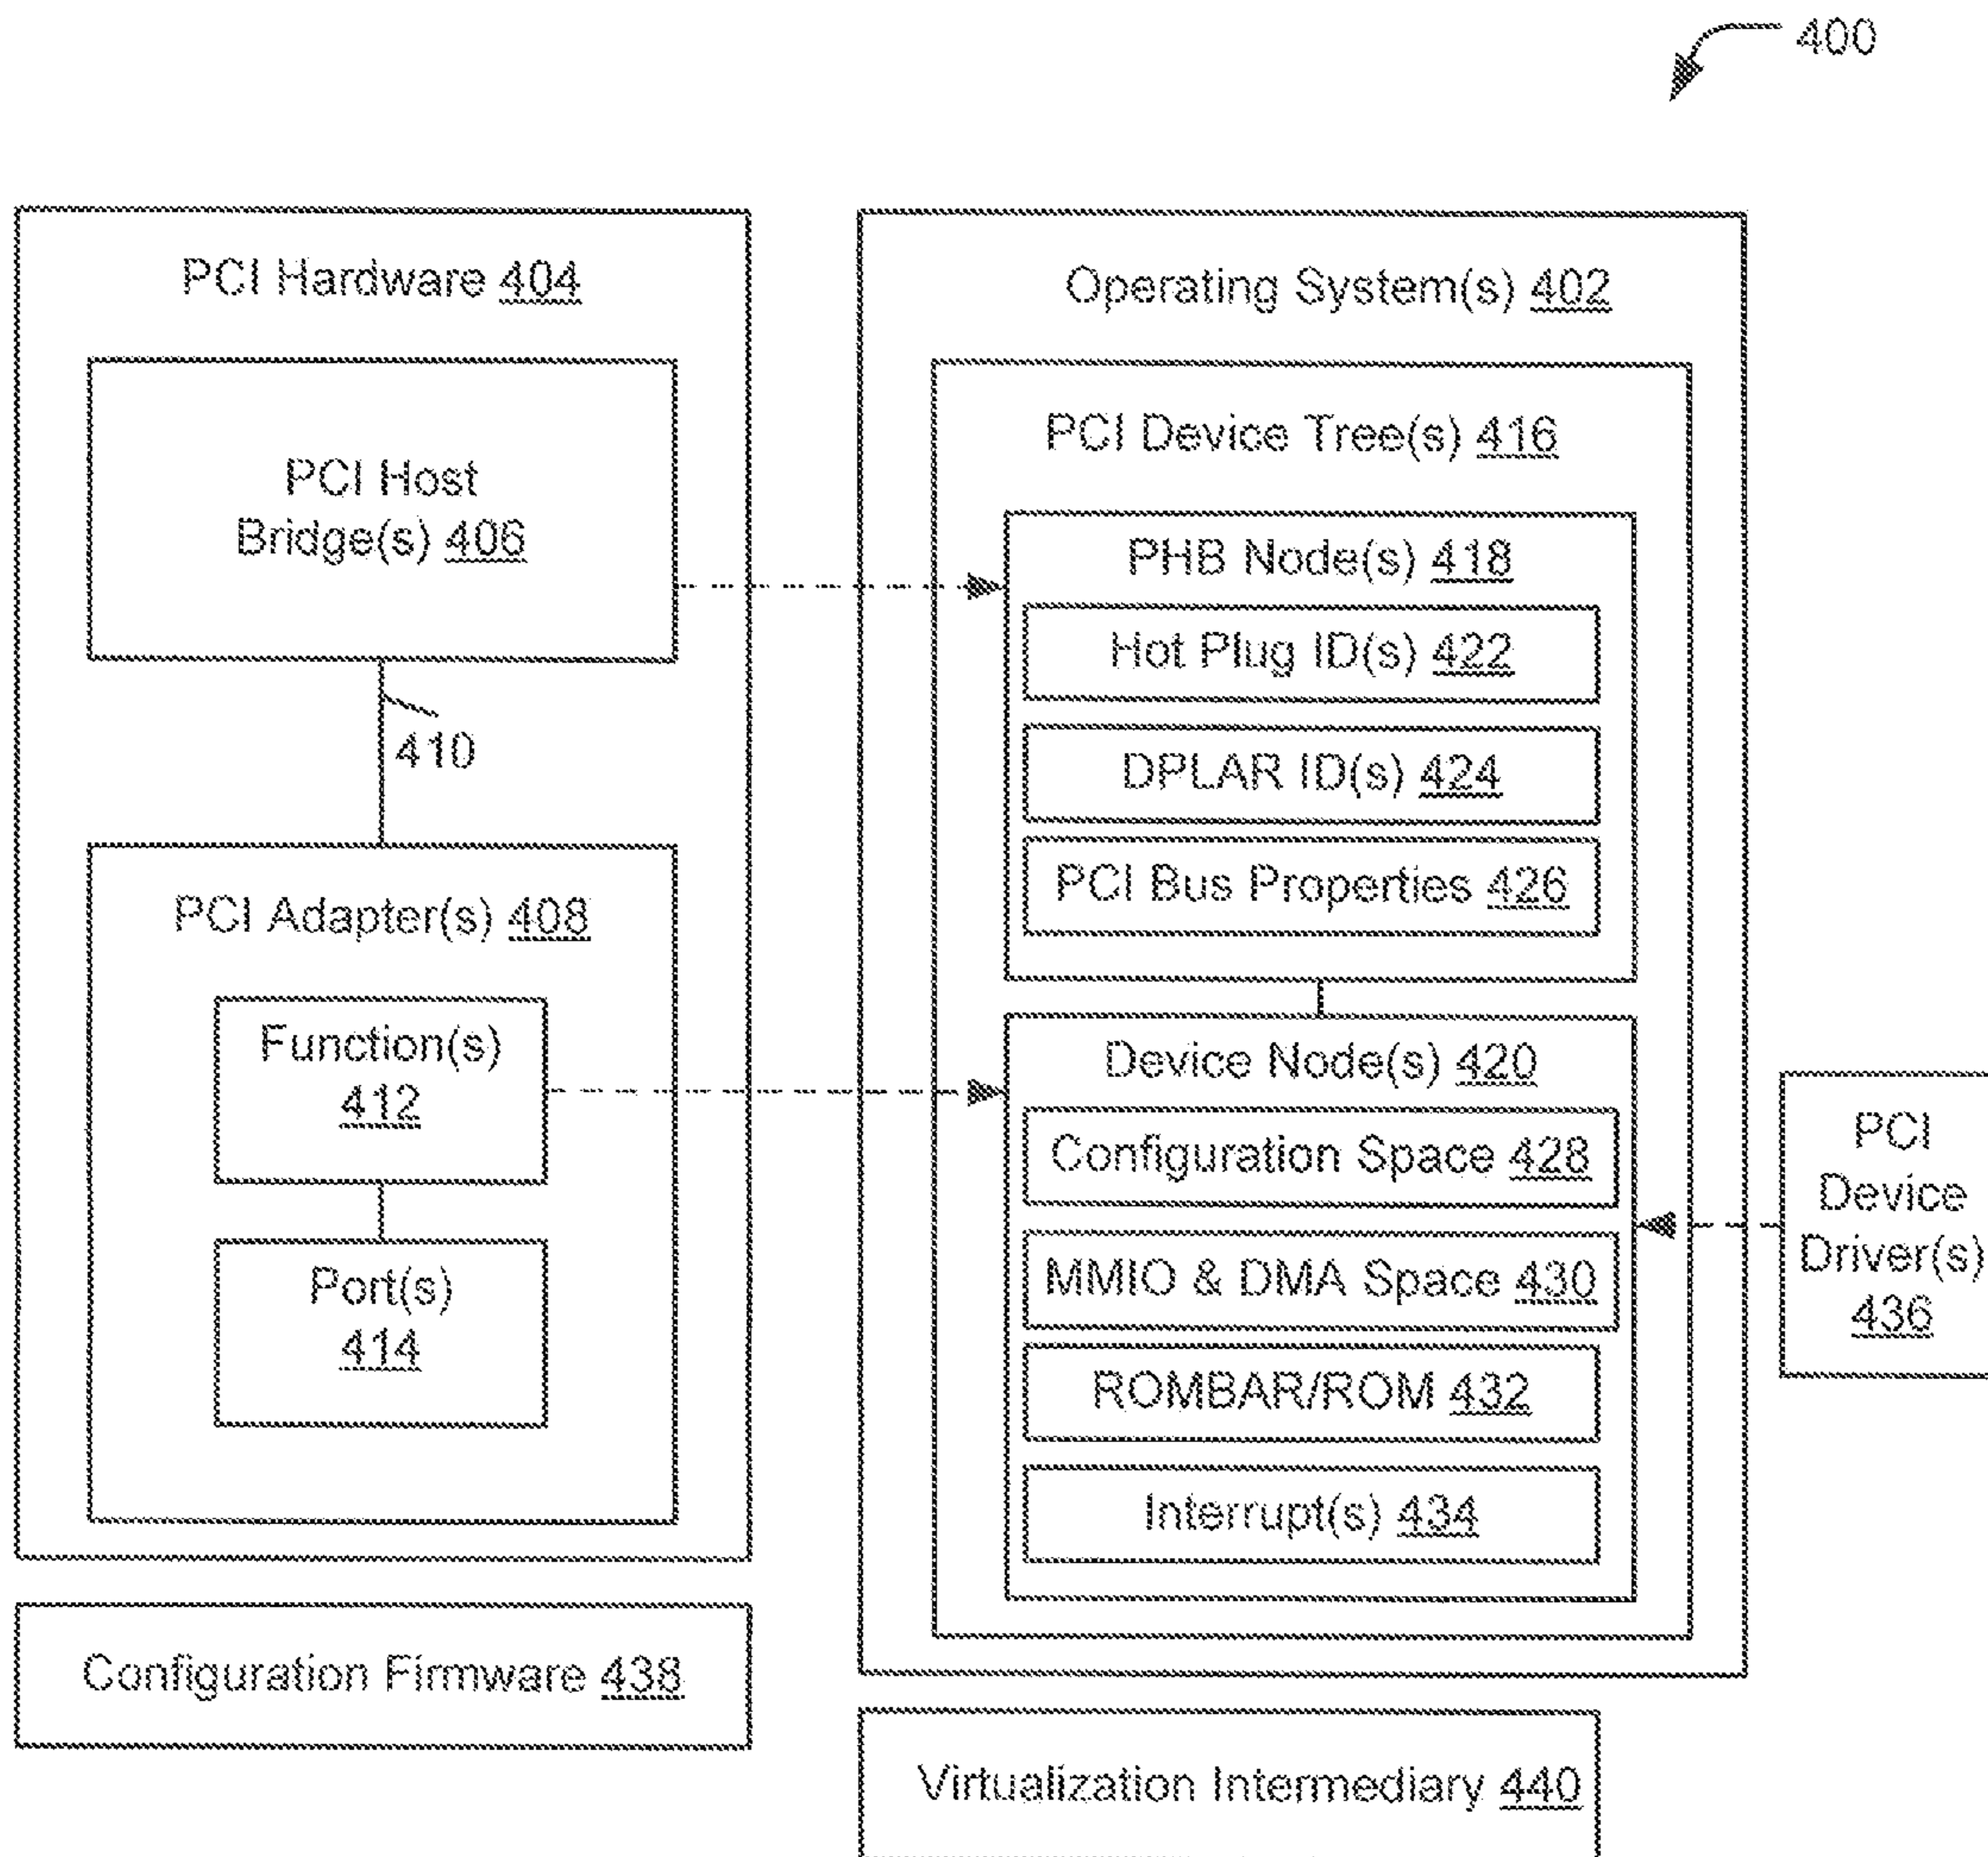 400
PCI Hardware 404
PCI Host
Bridge(s) 406
410
PCI Adapter(s) 408
Function(s)
412
Port(s)
414
Configuration Firmware 438
Operating System(s) 402
PCI Device Tree(s) 416
PHB Node(s) 418
Hot Plug ID(s) 422
DPLAR ID(s) 424
PCI Bus Properties 426
Device Node(s) 420
Configuration Space 428
MMIO & DMA Space 430
ROMBAR/ROM 432
Interrupt(s) 434
PCI
Device
Driver(s)
436
Virtualization Intermediary 440